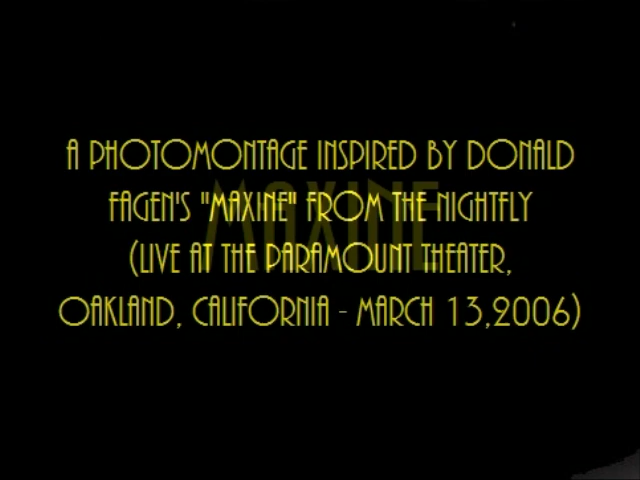 A PHOTOMONTAGE INSPIRED BY DONALD
FAGEN'S "MAXINE" FROM THE NIGHTFLY
MAXINE
(LIVE AT THE PARAMOUNT THEATER,
OAKLAND, CALIFORNIA - MARCH 13,2006)